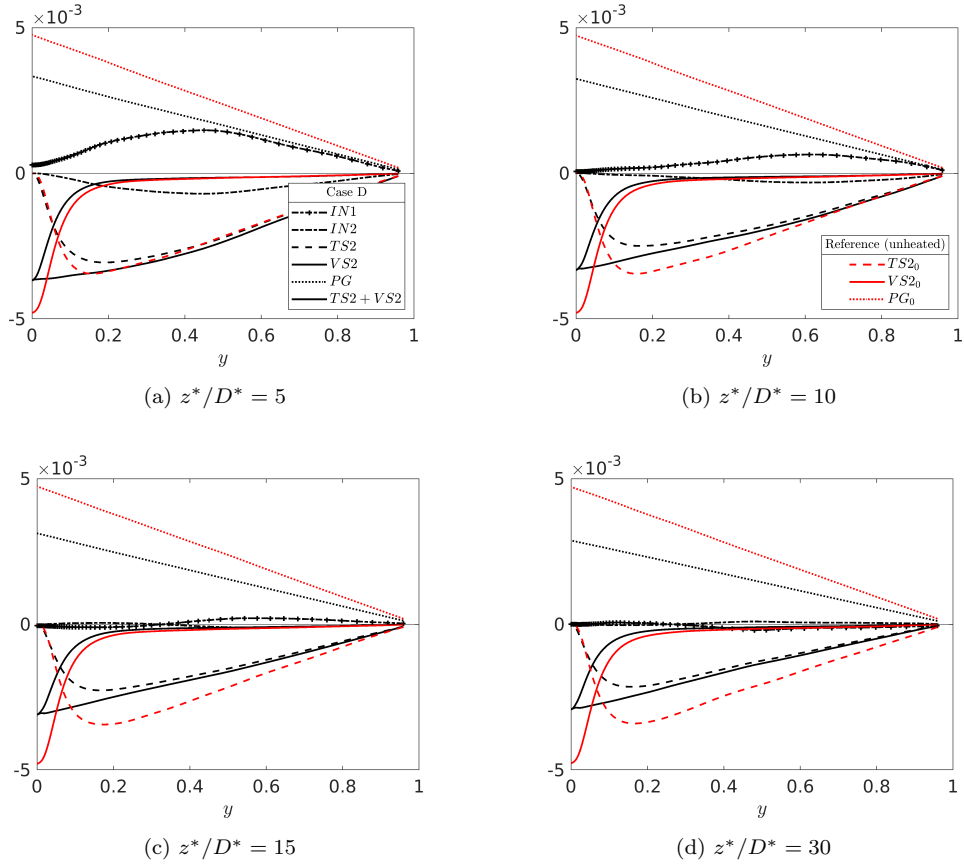 ×10⁻³
5
0
-5
0
0.2
0.4
0.6
0.8
1
y
Case D
IN1
IN2
TS2
VS2
PG
TS2 + VS2
(a) z*/D* = 5
×10⁻³
5
0
-5
0
0.2
0.4
0.6
0.8
1
y
Reference (unheated)
TS2₀
VS2₀
PG₀
(b) z*/D* = 10
×10⁻³
5
0
-5
0
0.2
0.4
0.6
0.8
1
y
(c) z*/D* = 15
×10⁻³
5
0
-5
0
0.2
0.4
0.6
0.8
1
y
(d) z*/D* = 30